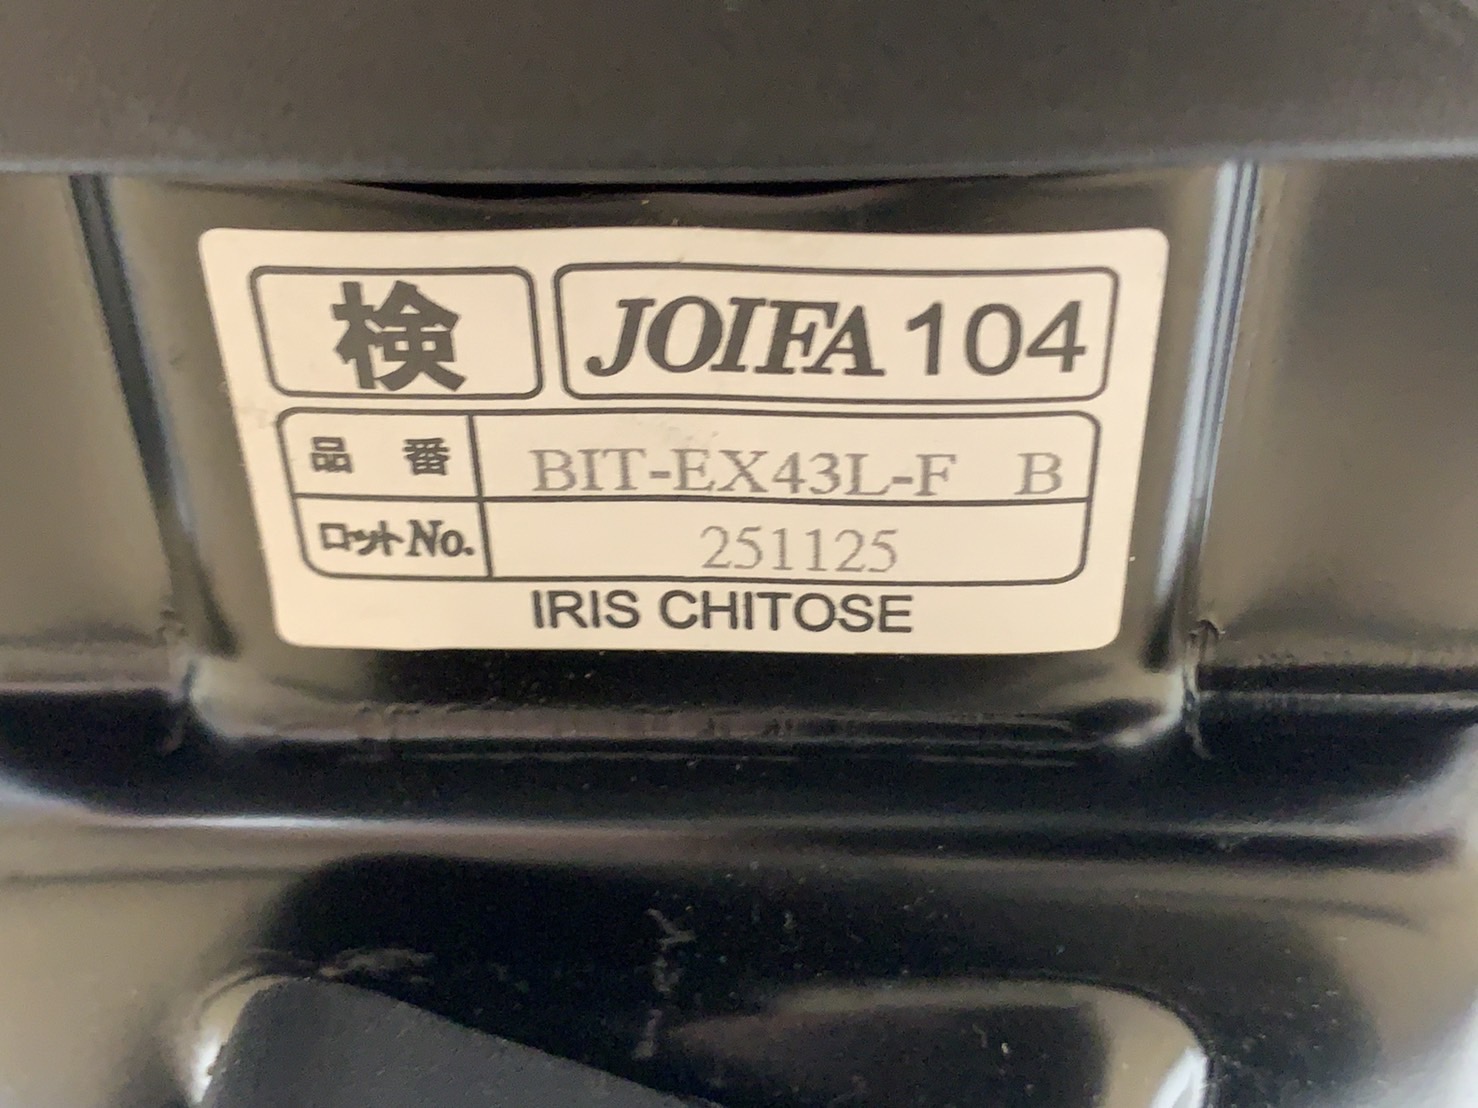 検 JOIFA 104
品番 BIT-EX43L-F B
ロットNo. 251125
IRIS CHITOSE